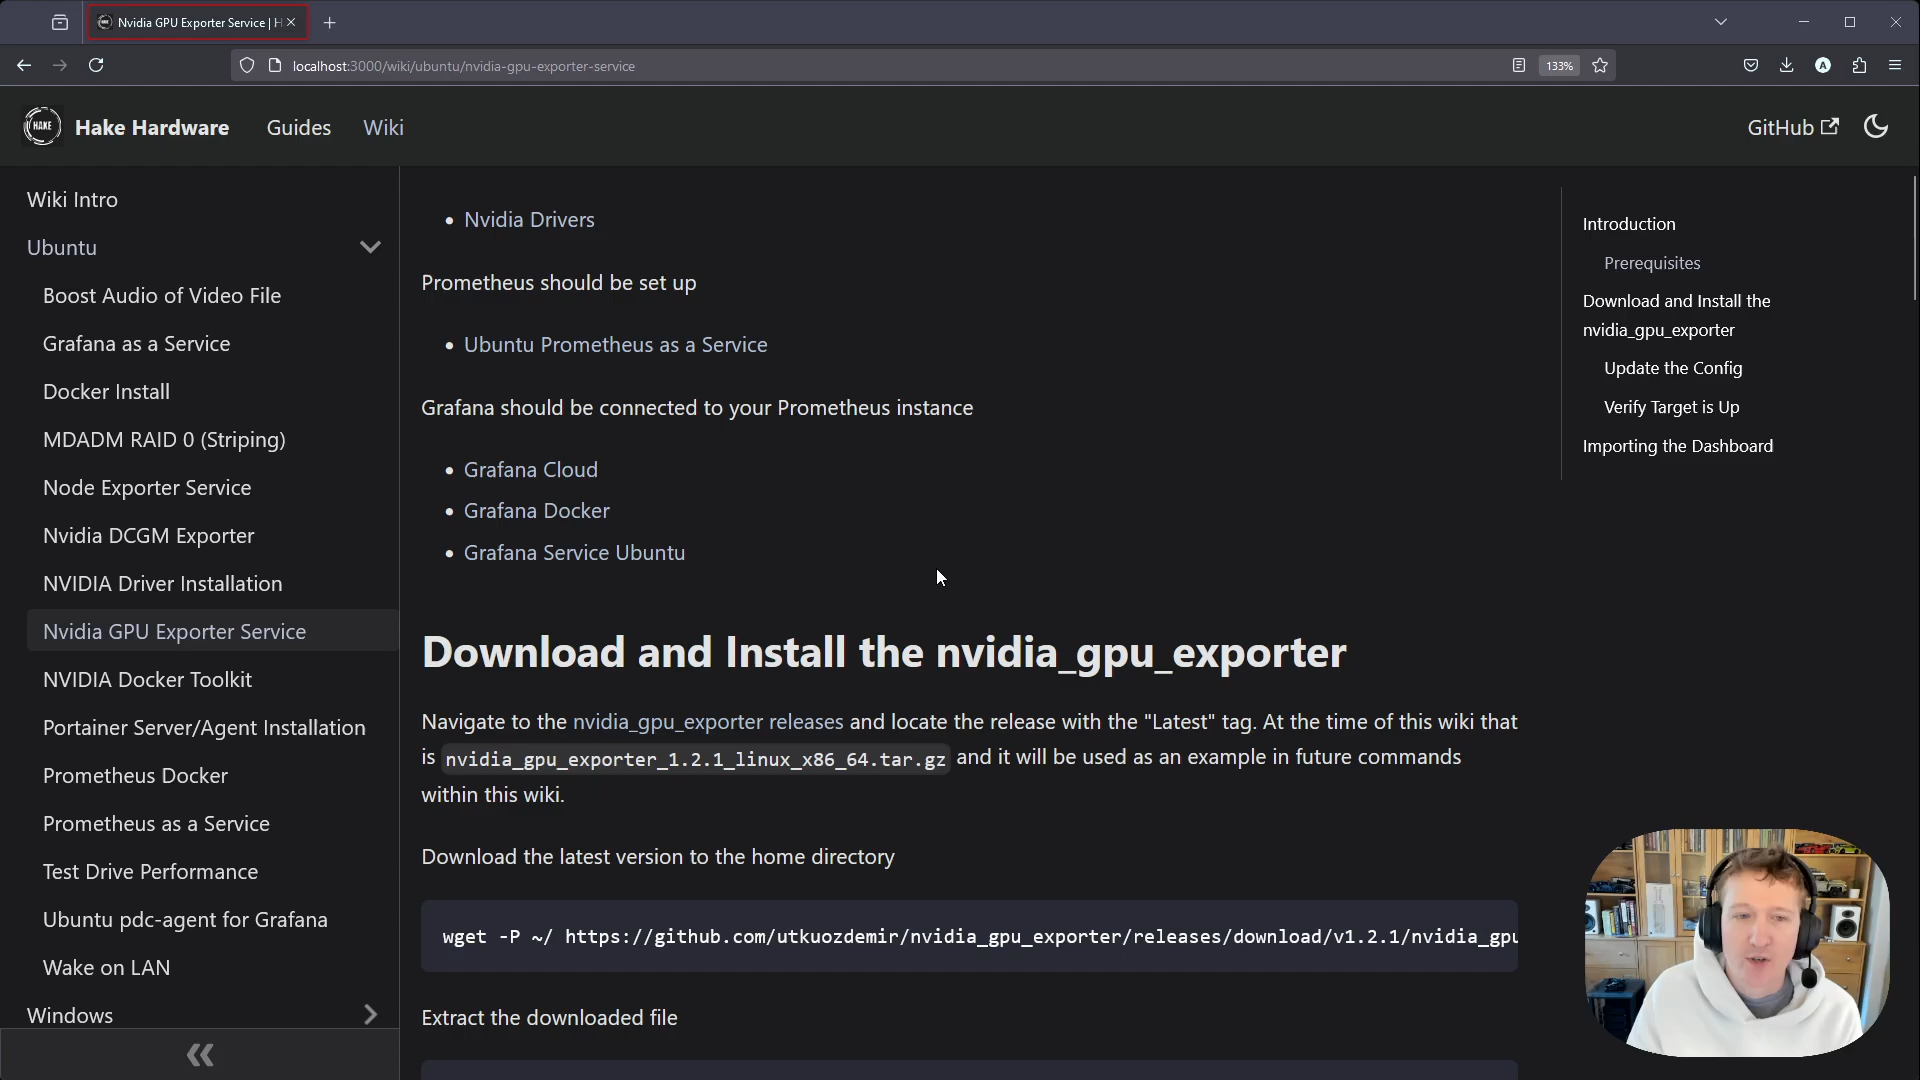 Nvidia GPU Exporter Service | H
localhost:3000/wiki/ubuntu/nvidia-gpu-exporter-service
133%
A
HAKE
Hake Hardware
Guides
Wiki
GitHub
Wiki Intro
Ubuntu
Boost Audio of Video File
Grafana as a Service
Docker Install
MDADM RAID 0 (Striping)
Node Exporter Service
Nvidia DCGM Exporter
NVIDIA Driver Installation
Nvidia GPU Exporter Service
NVIDIA Docker Toolkit
Portainer Server/Agent Installation
Prometheus Docker
Prometheus as a Service
Test Drive Performance
Ubuntu pdc-agent for Grafana
Wake on LAN
Windows
Nvidia Drivers
Prometheus should be set up
Ubuntu Prometheus as a Service
Grafana should be connected to your Prometheus instance
Grafana Cloud
Grafana Docker
Grafana Service Ubuntu
Download and Install the nvidia_gpu_exporter
Navigate to the nvidia_gpu_exporter releases and locate the release with the "Latest" tag. At the time of this wiki that
is nvidia_gpu_exporter_1.2.1_linux_x86_64.tar.gz and it will be used as an example in future commands
within this wiki.
Download the latest version to the home directory
wget -P ~/ https://github.com/utkuozdemir/nvidia_gpu_exporter/releases/download/v1.2.1/nvidia_gpu
Extract the downloaded file
Introduction
Prerequisites
Download and Install the
nvidia_gpu_exporter
Update the Config
Verify Target is Up
Importing the Dashboard